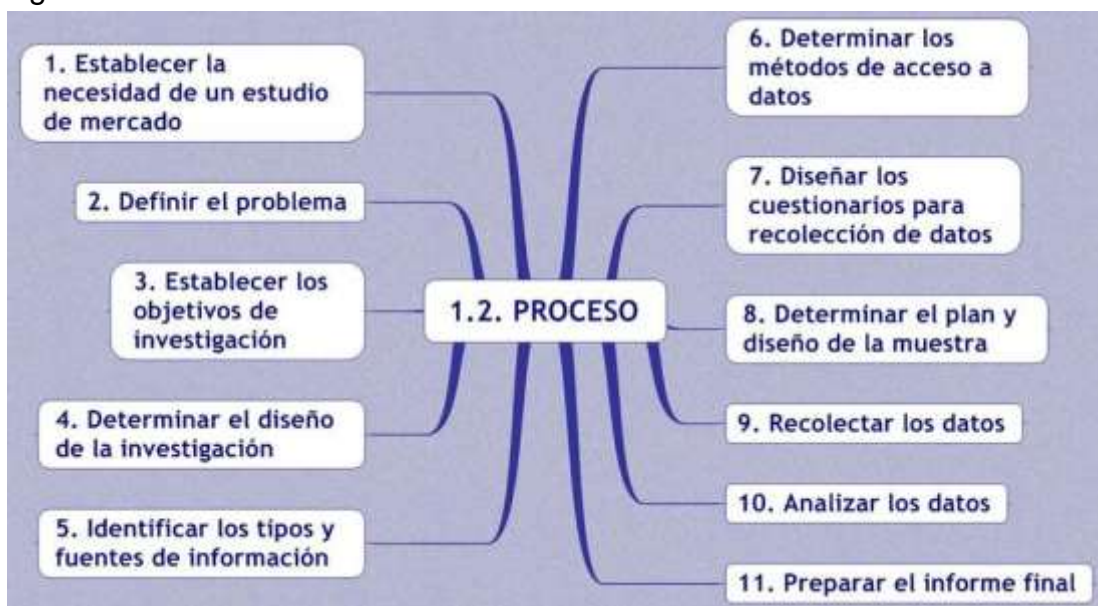 1. Establecer la
necesidad de un estudio
de mercado
2. Definir el problema
3. Establecer los
objetivos de
investigación
4. Determinar el diseño
de la investigación
5. Identificar los tipos y
fuentes de información
1.2. PROCESO
6. Determinar los
métodos de acceso a
datos
7. Diseñar los
cuestionarios para
recolección de datos
8. Determinar el plan y
diseño de la muestra
9. Recolectar los datos
10. Analizar los datos
11. Preparar el informe final